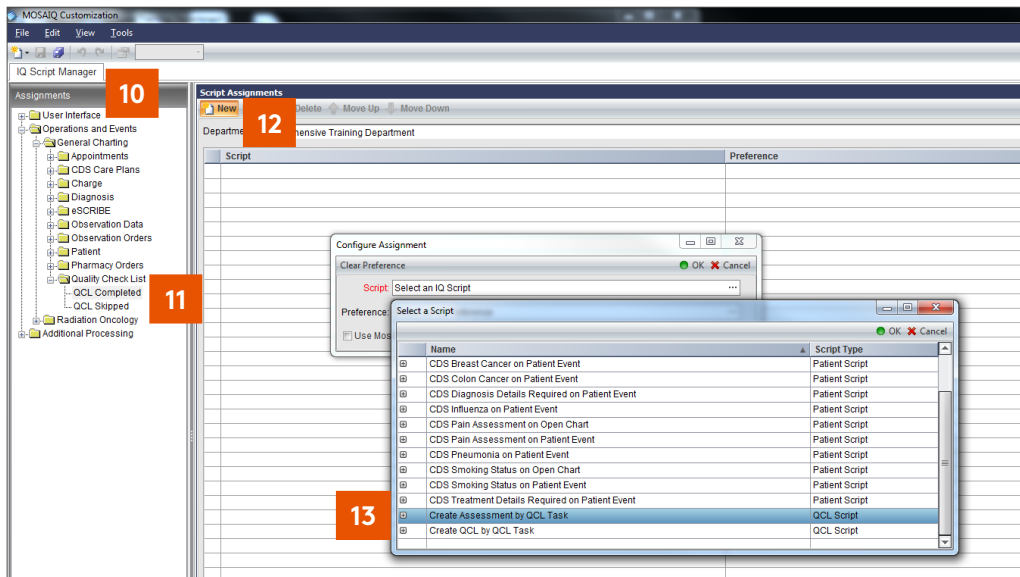 MOSAIQ Customization
File Edit View Tools
IQ Script Manager
10
Assignments
User Interface
Operations and Events
General Charting
Appointments
CDS Care Plans
Charge
Diagnosis
eSCRIBE
Observation Data
Observation Orders
Patient
Pharmacy Orders
Quality Check List
QCL Completed
QCL Skipped
11
Radiation Oncology
Additional Processing
Script Assignments
New Delete Move Up Move Down
12
Departme hensive Training Department
Script Preference
Configure Assignment
Clear Preference OK Cancel
Script: Select an IQ Script ...
Preference:
Use Mos
Select a Script
OK Cancel
Name Script Type
CDS Breast Cancer on Patient Event Patient Script
CDS Colon Cancer on Patient Event Patient Script
CDS Diagnosis Details Required on Patient Event Patient Script
CDS Influenza on Patient Event Patient Script
CDS Pain Assessment on Open Chart Patient Script
CDS Pain Assessment on Patient Event Patient Script
CDS Pneumonia on Patient Event Patient Script
CDS Smoking Status on Open Chart Patient Script
CDS Smoking Status on Patient Event Patient Script
CDS Treatment Details Required on Patient Event Patient Script
13
Create Assessment by QCL Task QCL Script
Create QCL by QCL Task QCL Script